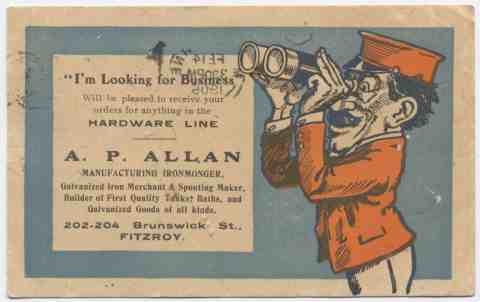 "I'm Looking for Business"
Will be pleased to receive your
orders for anything in the
HARDWARE LINE
A. P. ALLAN
MANUFACTURING IRONMONGER.
Galvanized Iron Merchant & Spouting Maker,
Builder of First Quality Tanks, Baths, and
Galvanized Goods of all kinds.
202-204 Brunswick St.,
FITZROY.